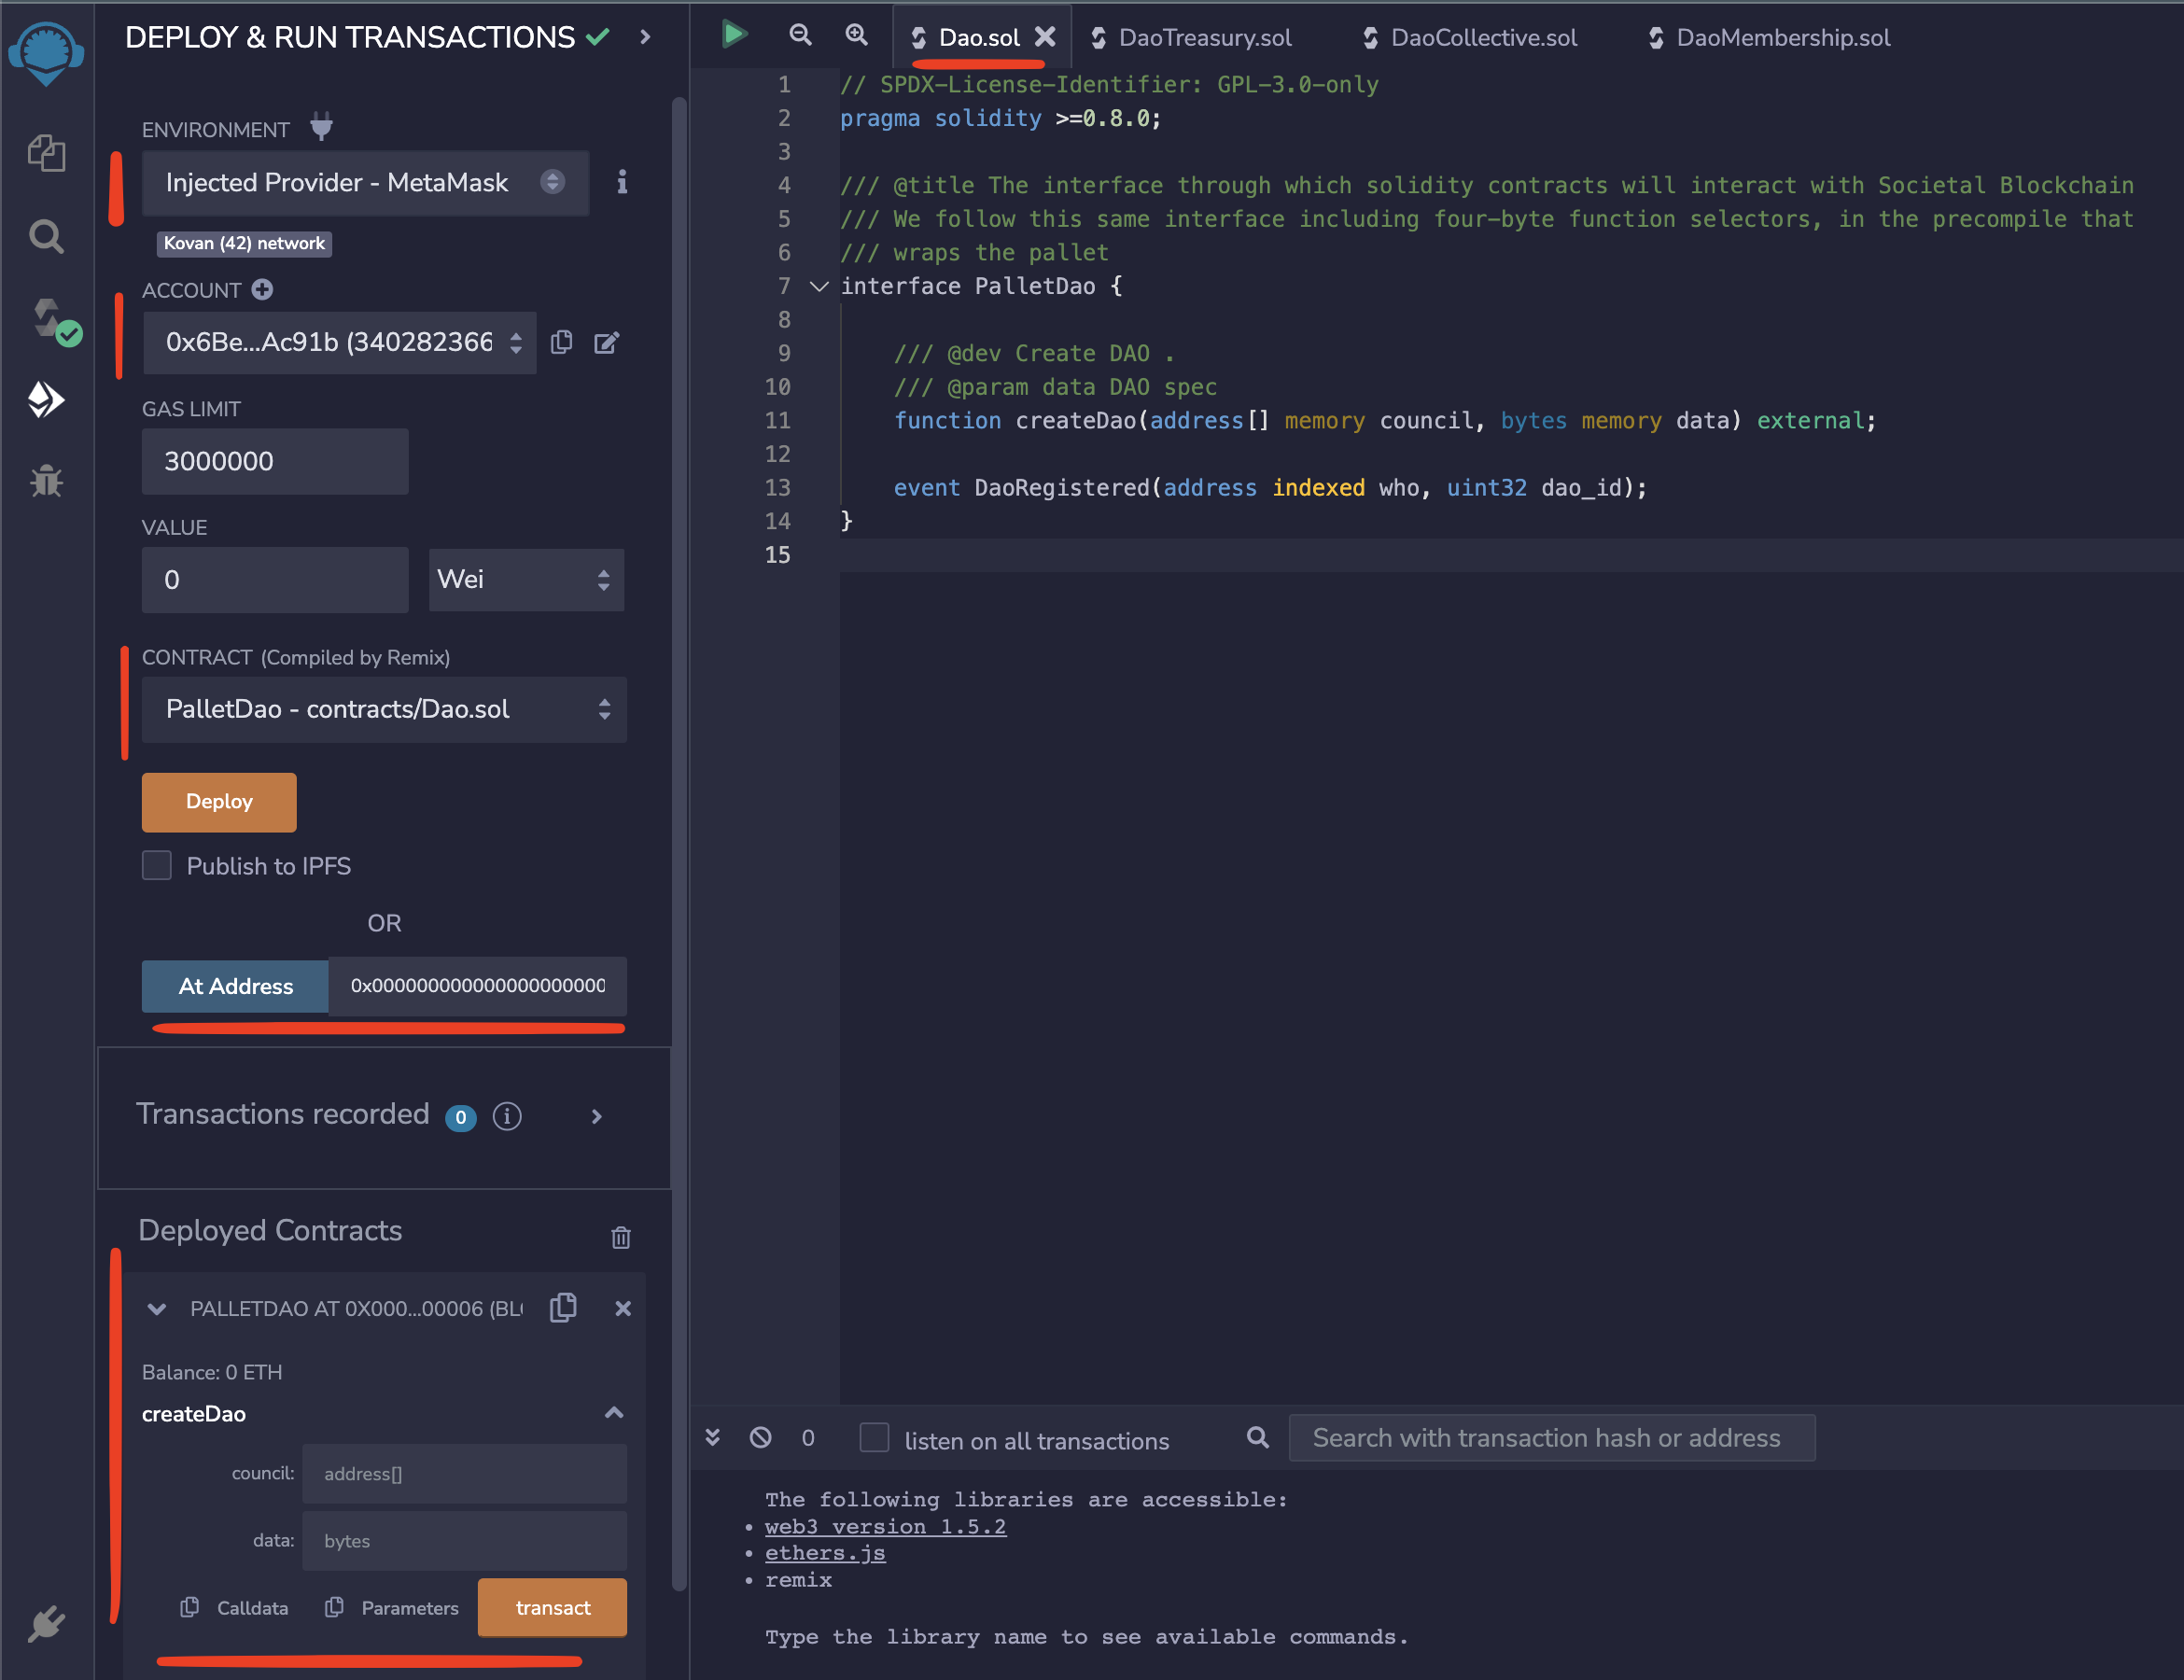 DEPLOY & RUN TRANSACTIONS
ENVIRONMENT
Injected Provider - MetaMask
Kovan (42) network
ACCOUNT
0x6Be...Ac91b (340282366
GAS LIMIT
3000000
VALUE
0
Wei
CONTRACT (Compiled by Remix)
PalletDao - contracts/Dao.sol
Deploy
Publish to IPFS
OR
At Address
0x000000000000000000000
Transactions recorded 0
Deployed Contracts
PALLETDAO AT 0X000...00006 (BL
Balance: 0 ETH
createDao
council: address[]
data: bytes
Calldata Parameters transact
Dao.sol DaoTreasury.sol DaoCollective.sol DaoMembership.sol
1 // SPDX-License-Identifier: GPL-3.0-only
2 pragma solidity >=0.8.0;
3
4 /// @title The interface through which solidity contracts will interact with Societal Blockchain
5 /// We follow this same interface including four-byte function selectors, in the precompile that
6 /// wraps the pallet
7 interface PalletDao {
8
9 /// @dev Create DAO .
10 /// @param data DAO spec
11 function createDao(address[] memory council, bytes memory data) external;
12
13 event DaoRegistered(address indexed who, uint32 dao_id);
14 }
15
0 listen on all transactions Search with transaction hash or address
The following libraries are accessible:
• web3 version 1.5.2
• ethers.js
• remix
Type the library name to see available commands.